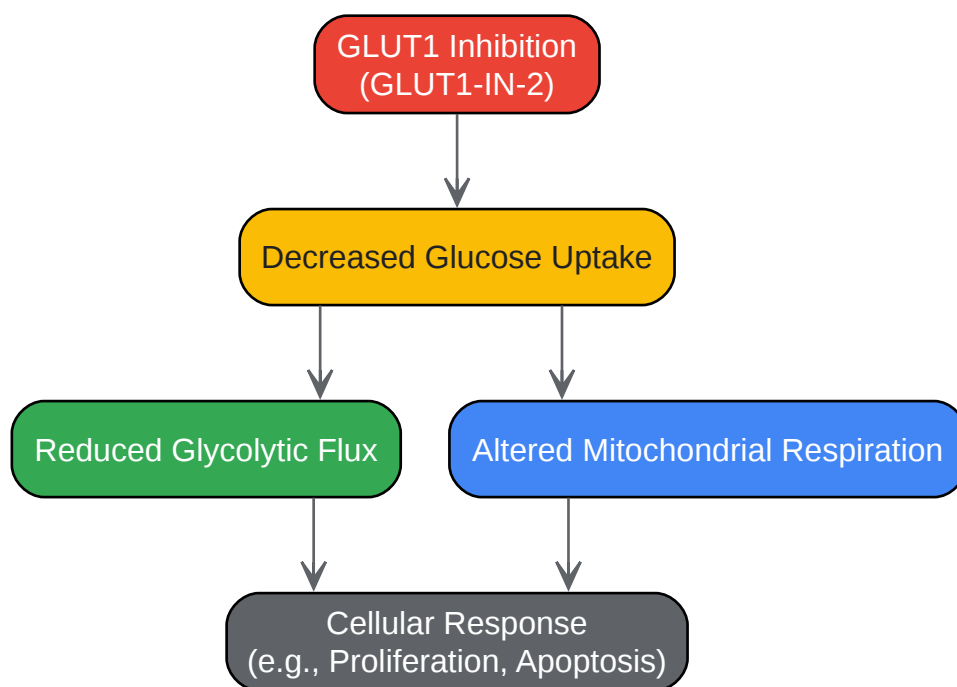 GLUT1 Inhibition
(GLUT1-IN-2)
Decreased Glucose Uptake
Reduced Glycolytic Flux
Altered Mitochondrial Respiration
Cellular Response
(e.g., Proliferation, Apoptosis)